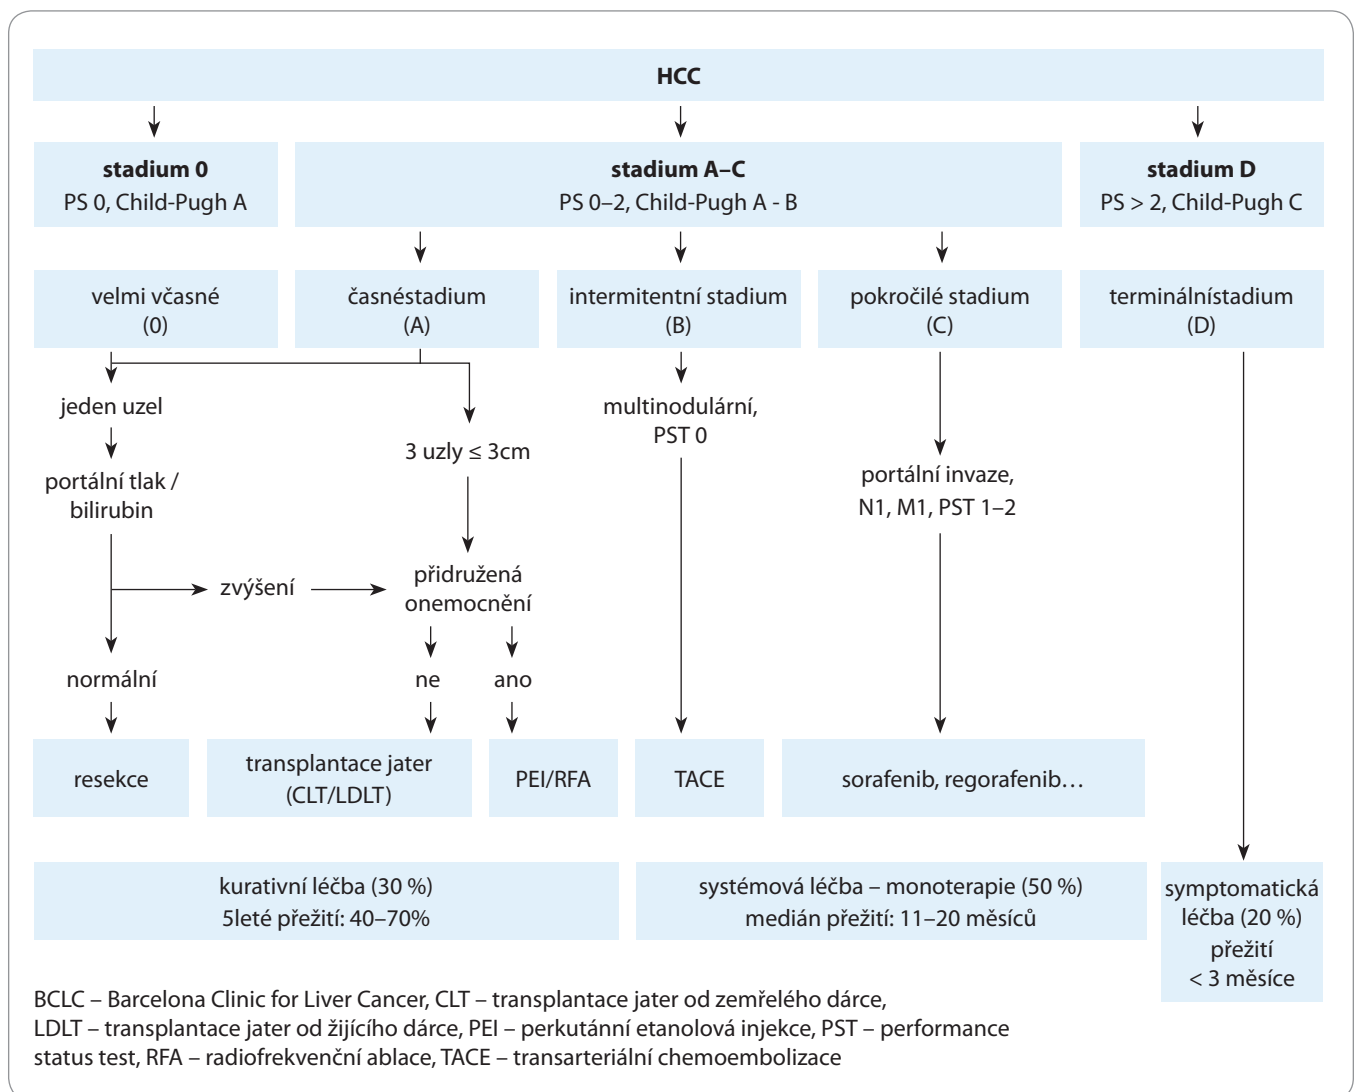 HCC
stadium 0
PS 0, Child-Pugh A
stadium A–C
PS 0–2, Child-Pugh A - B
stadium D
PS > 2, Child-Pugh C
velmi včasné
(0)
časnéstadium
(A)
intermitentní stadium
(B)
pokročilé stadium
(C)
terminálnístadium
(D)
jeden uzel
3 uzly ≤ 3cm
multinodulární,
PST 0
portální invaze,
N1, M1, PST 1–2
portální tlak /
bilirubin
zvýšení
přidružená
onemocnění
normální
ne
ano
resekce
transplantace jater
(CLT/LDLT)
PEI/RFA
TACE
sorafenib, regorafenib…
kurativní léčba (30 %)
5leté přežití: 40–70%
systémová léčba – monoterapie (50 %)
medián přežití: 11–20 měsíců
symptomatická
léčba (20 %)
přežití
< 3 měsíce
BCLC – Barcelona Clinic for Liver Cancer, CLT – transplantace jater od zemřelého dárce,
LDLT – transplantace jater od žijícího dárce, PEI – perkutánní etanolová injekce, PST – performance
status test, RFA – radiofrekvenční ablace, TACE – transarteriální chemoembolizace